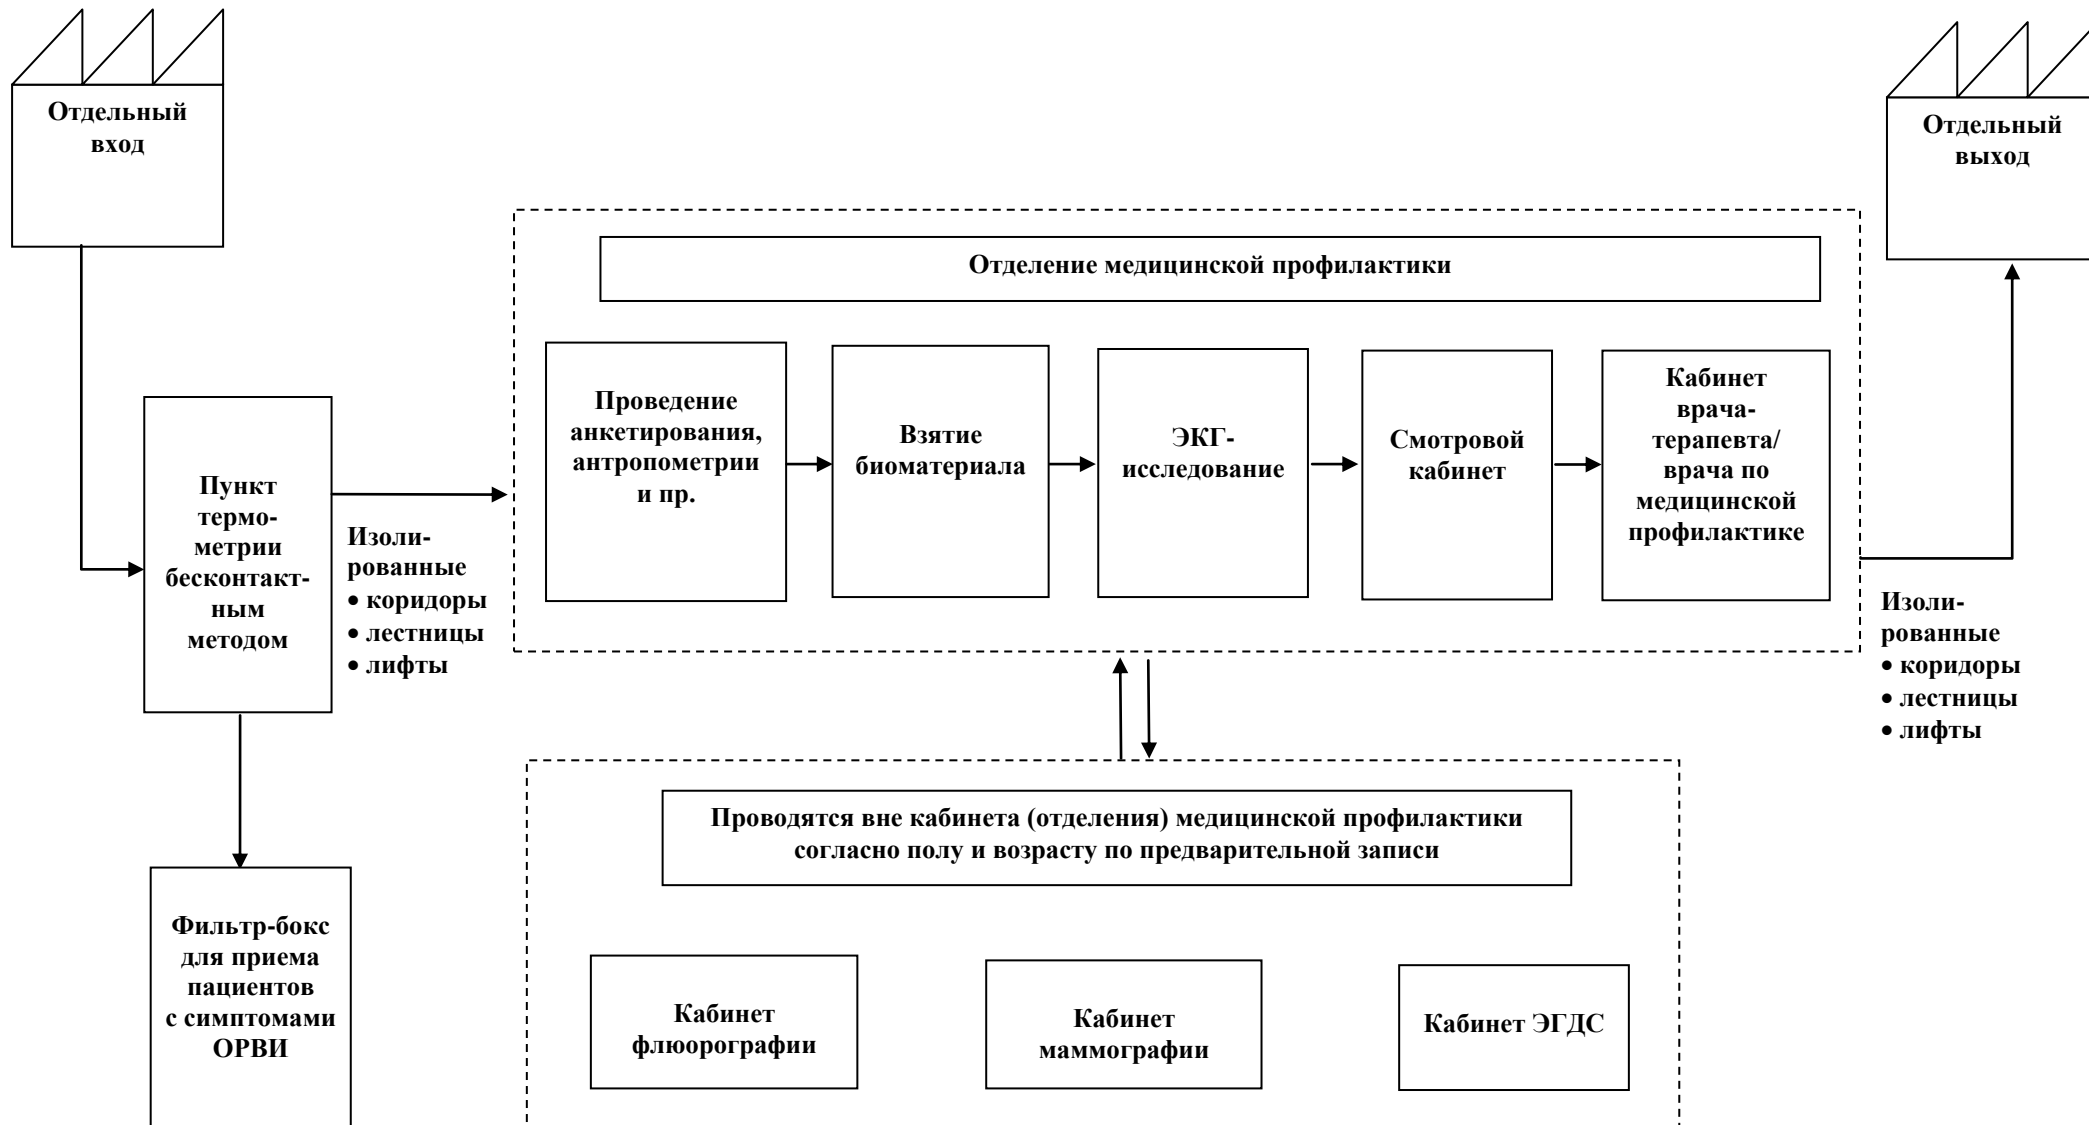 Отдельный
вход
Отдельный
выход
Отделение медицинской профилактики
Проведение
анкетирования,
антропометрии
и пр.
Взятие
биоматериала
ЭКГ-
исследование
Смотровой
кабинет
Кабинет
врача-
терапевта/
врача по
медицинской
профилактике
Пункт
термо-
метрии
бесконтакт-
ным
методом
Изоли-
рованные
• коридоры
• лестницы
• лифты
Изоли-
рованные
• коридоры
• лестницы
• лифты
Проводятся вне кабинета (отделения) медицинской профилактики
согласно полу и возрасту по предварительной записи
Фильтр-бокс
для приема
пациентов
с симптомами
ОРВИ
Кабинет
флюорографии
Кабинет
маммографии
Кабинет ЭГДС